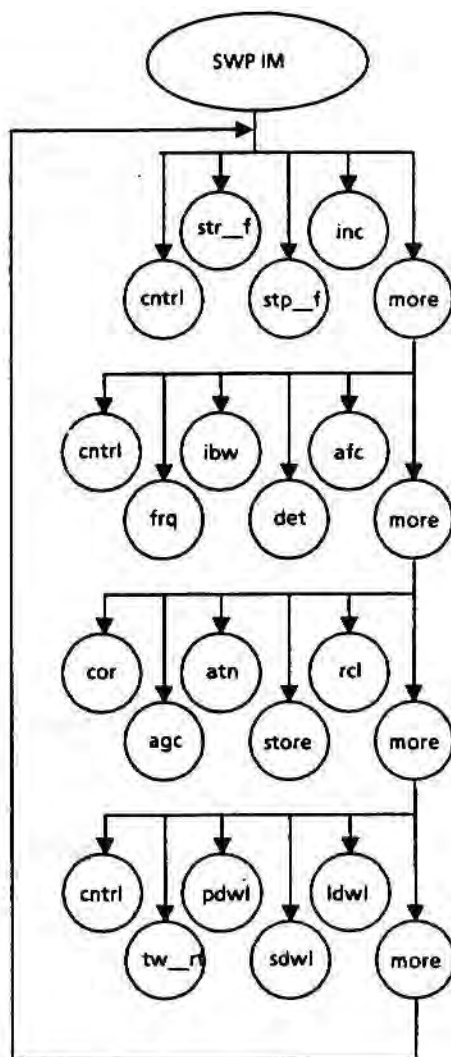 SWP IM
str__f
inc
cntrl
stp__f
more
cntrl
ibw
afc
frq
det
more
cor
atn
rcl
agc
store
more
cntrl
pdwl
ldwl
tw__rt
sdwl
more